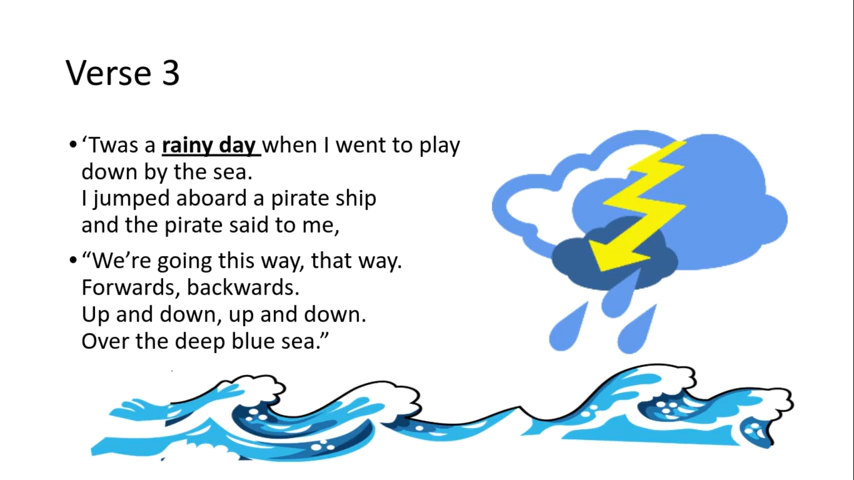 Verse 3
•‘Twas a rainy day when I went to play
down by the sea.
I jumped aboard a pirate ship
and the pirate said to me,
•“We’re going this way, that way.
Forwards, backwards.
Up and down, up and down.
Over the deep blue sea.”